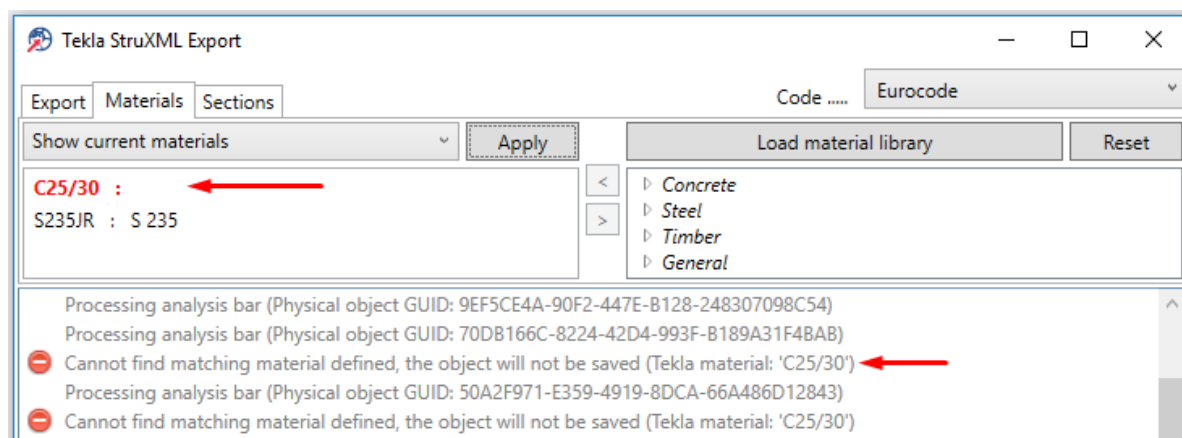 Tekla StruXML Export
Export Materials Sections Code ..... Eurocode
Show current materials Apply Load material library Reset
C25/30 :
S235JR : S 235
< 
>
Concrete
Steel
Timber
General
Processing analysis bar (Physical object GUID: 9EF5CE4A-90F2-447E-B128-248307098C54)
Processing analysis bar (Physical object GUID: 70DB166C-8224-42D4-993F-B189A31F4BAB)
Cannot find matching material defined, the object will not be saved (Tekla material: 'C25/30')
Processing analysis bar (Physical object GUID: 50A2F971-E359-4919-8DCA-66A486D12843)
Cannot find matching material defined, the object will not be saved (Tekla material: 'C25/30')